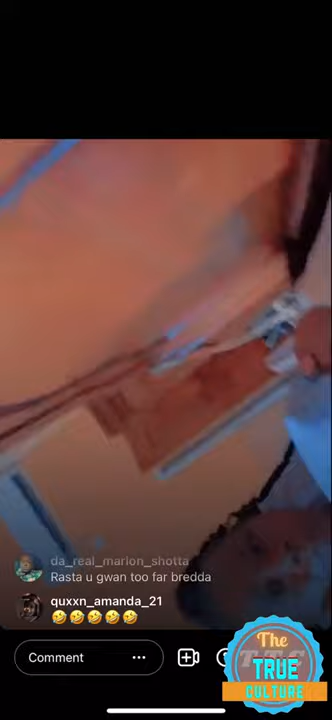 da_real_marlon_shotta
Rasta u gwan too far bredda
quxxn_amanda_21
🤣🤣🤣🤣🤣
Comment
The
TRUE
CULTURE